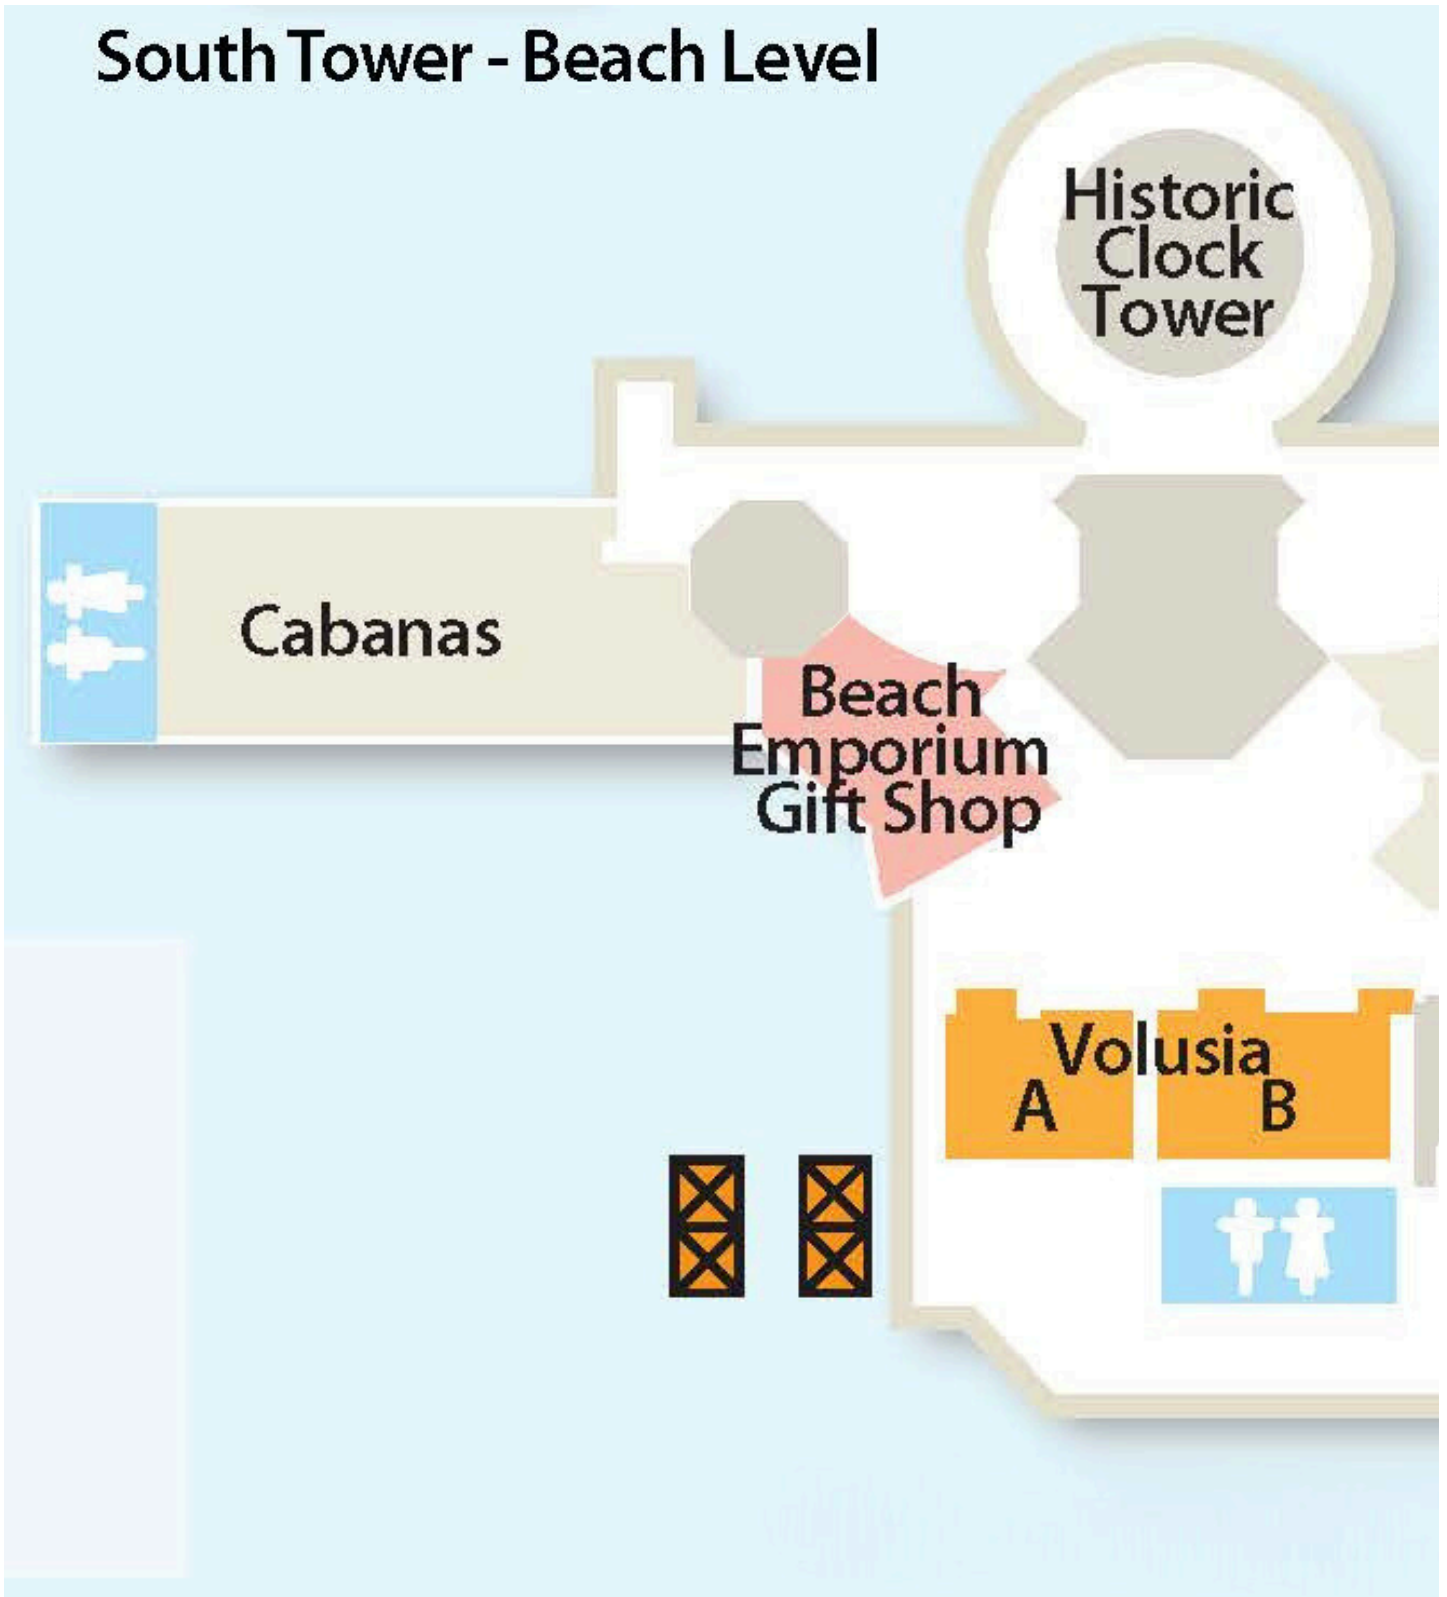 South Tower - Beach Level
Historic
Clock
Tower
Cabanas
Beach
Emporium
Gift Shop
Volusia
A B